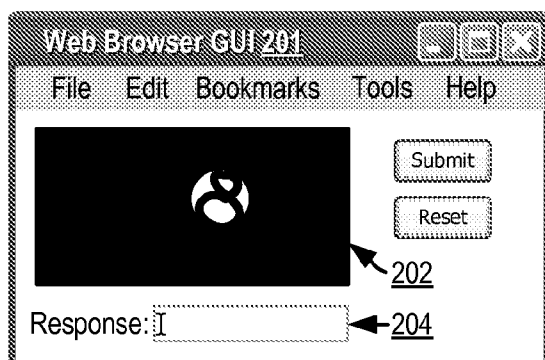 Web Browser GUI 201
File Edit Bookmarks Tools Help
Submit
Reset
202
Response:
204